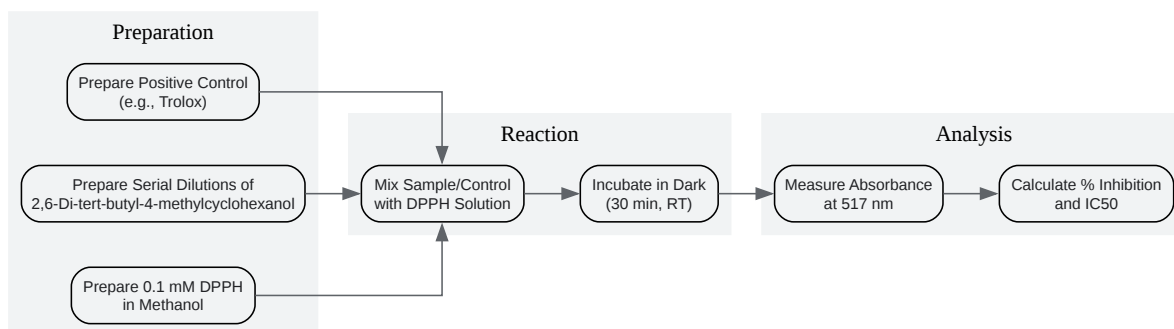 Preparation
Prepare Positive Control
(e.g., Trolox)
Prepare Serial Dilutions of
2,6-Di-tert-butyl-4-methylcyclohexanol
Prepare 0.1 mM DPPH
in Methanol
Reaction
Mix Sample/Control
with DPPH Solution
Incubate in Dark
(30 min, RT)
Analysis
Measure Absorbance
at 517 nm
Calculate % Inhibition
and IC50